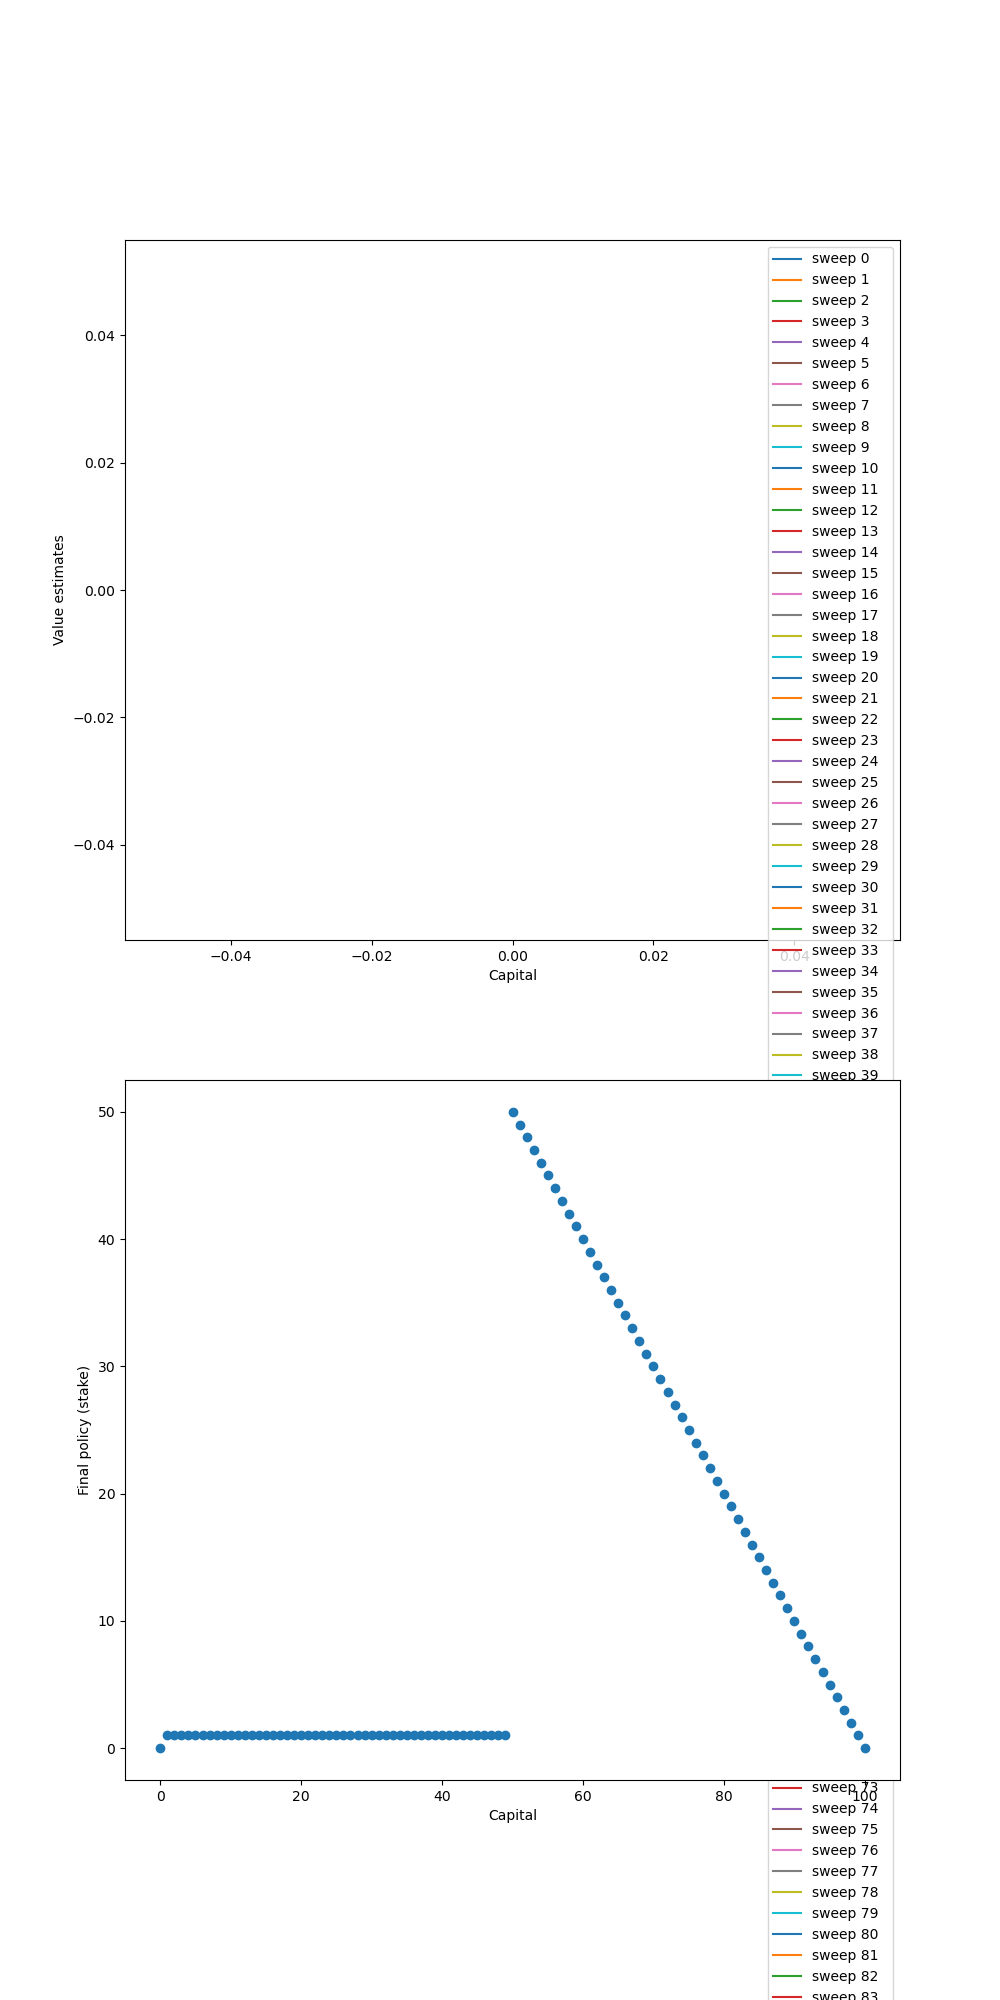 sweep 0
sweep 1
sweep 2
sweep 3
sweep 4
sweep 5
sweep 6
sweep 7
sweep 8
sweep 9
sweep 10
sweep 11
sweep 12
sweep 13
sweep 14
sweep 15
sweep 16
sweep 17
sweep 18
sweep 19
sweep 20
sweep 21
sweep 22
sweep 23
sweep 24
sweep 25
sweep 26
sweep 27
sweep 28
sweep 29
sweep 30
sweep 31
sweep 32
sweep 33
sweep 34
sweep 35
sweep 36
sweep 37
sweep 38
sweep 39
0.04
0.02
0.00
−0.02
−0.04
Value estimates
−0.04 −0.02 0.00 0.02 0.04
Capital
50
40
30
20
10
0
Final policy (stake)
0 20 40 60 80 100
Capital
sweep 73
sweep 74
sweep 75
sweep 76
sweep 77
sweep 78
sweep 79
sweep 80
sweep 81
sweep 82
sweep 83